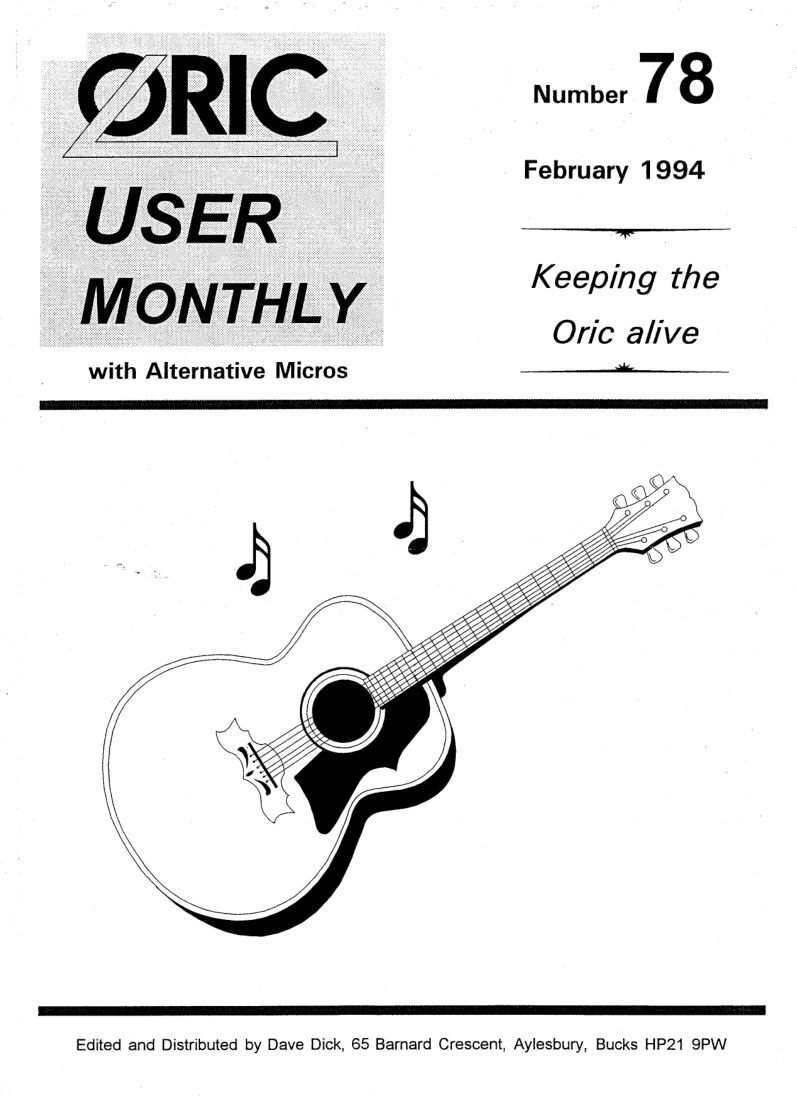 ORIC
USER
MONTHLY
with Alternative Micros
Number 78
February 1994
Keeping the
Oric alive
Edited and Distributed by Dave Dick, 65 Barnard Crescent, Aylesbury, Bucks HP21 9PW